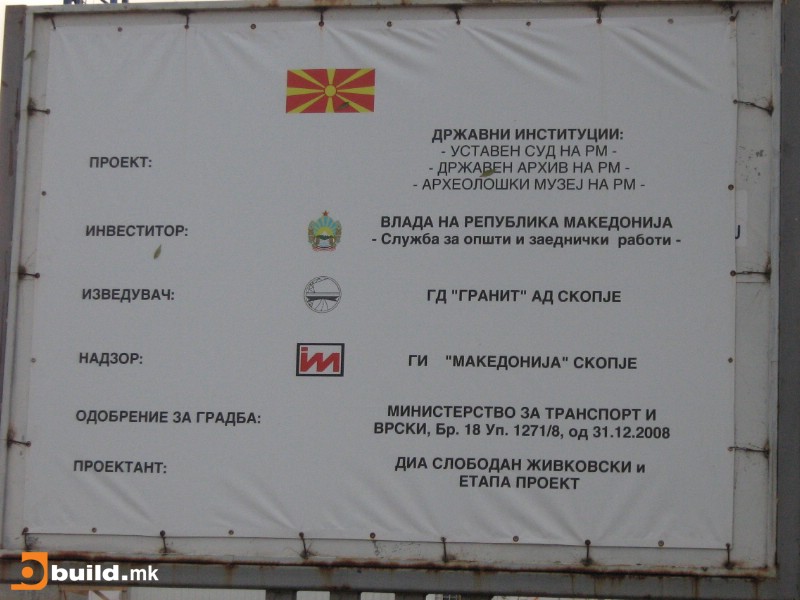 ПРОЕКТ:
ДРЖАВНИ ИНСТИТУЦИИ:
- УСТАВЕН СУД НА РМ -
- ДРЖАВЕН АРХИВ НА РМ -
- АРХЕОЛОШКИ МУЗЕЈ НА РМ -
ИНВЕСТИТОР:
ВЛАДА НА РЕПУБЛИКА МАКЕДОНИЈА
- Служба за општи и заеднички работи -
ИЗВЕДУВАЧ:
ГД "ГРАНИТ" АД СКОПЈЕ
НАДЗОР:
im
ГИ "МАКЕДОНИЈА" СКОПЈЕ
ОДОБРЕНИЕ ЗА ГРАДБА:
МИНИСТЕРСТВО ЗА ТРАНСПОРТ И
ВРСКИ, Бр. 18 Уп. 1271/8, од 31.12.2008
ПРОЕКТАНТ:
ДИА СЛОБОДАН ЖИВКОВСКИ и
ЕТАПА ПРОЕКТ
build.mk